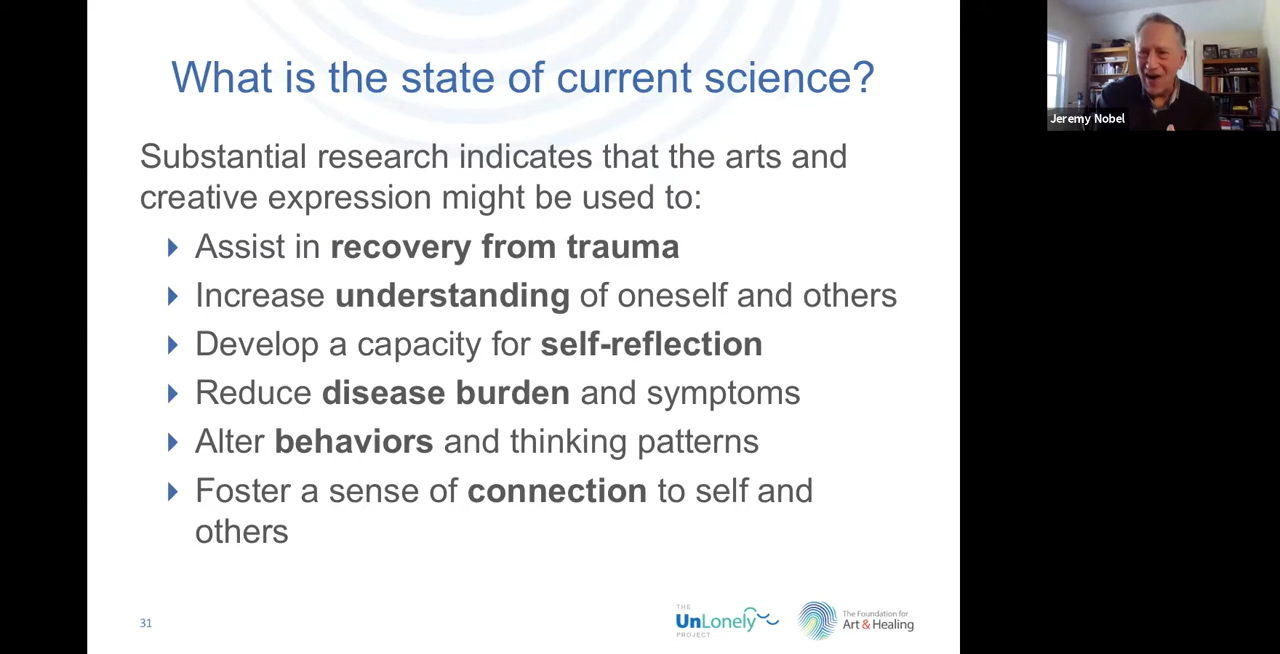 What is the state of current science?
Jeremy Nobel
Substantial research indicates that the arts and
creative expression might be used to:
Assist in recovery from trauma
Increase understanding of oneself and others
Develop a capacity for self-reflection
Reduce disease burden and symptoms
Alter behaviors and thinking patterns
Foster a sense of connection to self and
others
31
THE
UnLonely
PROJECT
The Foundation for
Art & Healing